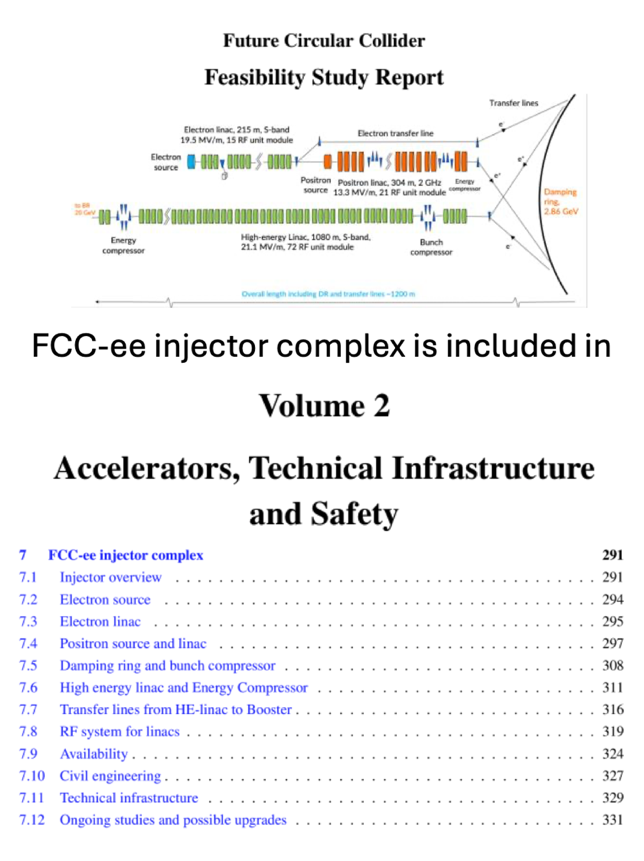 Future Circular Collider
Feasibility Study Report
Transfer lines
Electron linac, 215 m, S-band
19.5 MV/m, 15 RF unit module
Electron transfer line
Electron
source
Positron
source
Positron linac, 304 m, 2 GHz
13.3 MV/m, 21 RF unit module
Energy
compressor
e-
e+
e+
e-
Damping
ring,
2.86 GeV
to BR
20 GeV
Energy
compressor
High-energy Linac, 1080 m, S-band,
21.1 MV/m, 72 RF unit module
Bunch
compressor
Overall length including DR and transfer lines ~1200 m
FCC-ee injector complex is included in
Volume 2
Accelerators, Technical Infrastructure
and Safety
7 FCC-ee injector complex 291
7.1 Injector overview . . . . . . . . . . 291
7.2 Electron source . . . . . . . . . . 294
7.3 Electron linac . . . . . . . . . . 295
7.4 Positron source and linac . . . . . . . . . . 297
7.5 Damping ring and bunch compressor . . . . . . . . . . 308
7.6 High energy linac and Energy Compressor . . . . . . . . . . 311
7.7 Transfer lines from HE-linac to Booster . . . . . . . . . . 316
7.8 RF system for linacs . . . . . . . . . . 319
7.9 Availability . . . . . . . . . . 324
7.10 Civil engineering . . . . . . . . . . 327
7.11 Technical infrastructure . . . . . . . . . . 329
7.12 Ongoing studies and possible upgrades . . . . . . . . . . 331